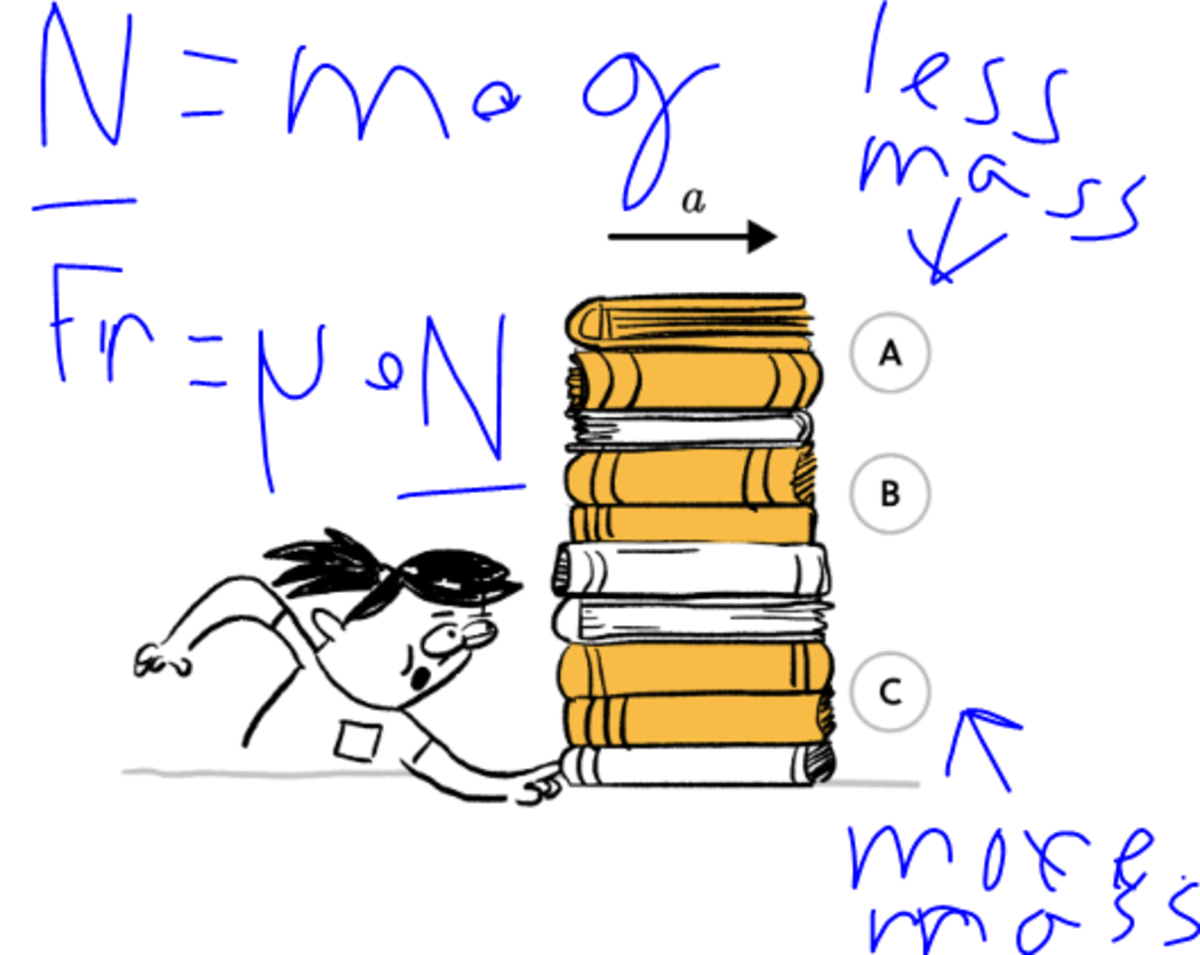 N = m • g
less
mass
a
Fr = μ • N
A
B
C
more
mass